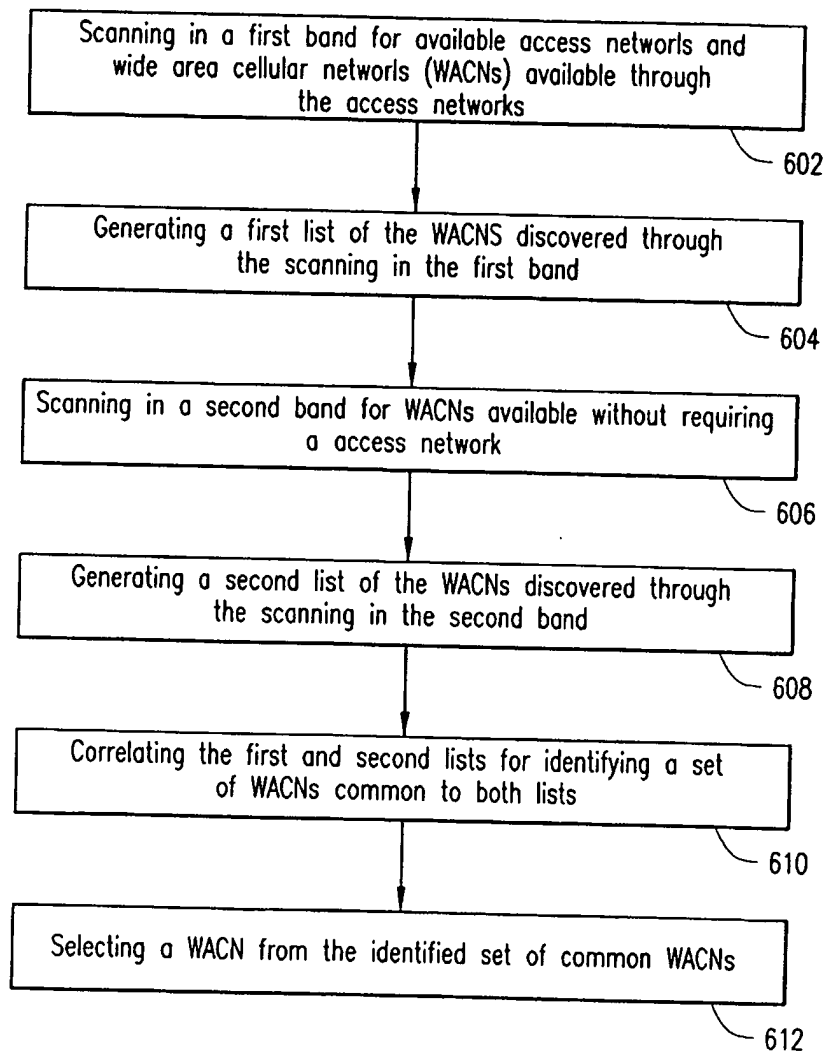 Scanning in a first band for available access networls and
wide area cellular networls (WACNs) available through
the access networks
602
Generating a first list of the WACNS discovered through
the scanning in the first band
604
Scanning in a second band for WACNs available without requiring
a access network
606
Generating a second list of the WACNs discovered through
the scanning in the second band
608
Correlating the first and second lists for identifying a set
of WACNs common to both lists
610
Selecting a WACN from the identified set of common WACNs
612